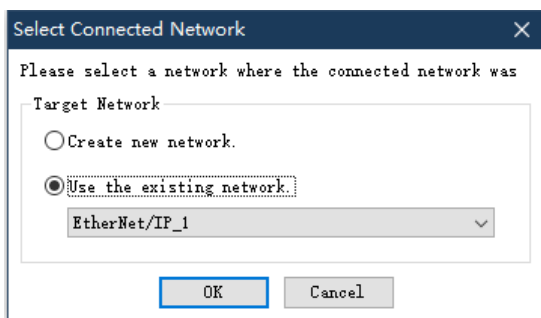 Select Connected Network
Please select a network where the connected network was
Target Network
Create new network.
Use the existing network.
EtherNet/IP_1
OK
Cancel